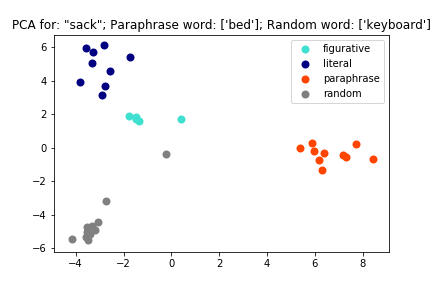 PCA for: "sack"; Paraphrase word: ['bed']; Random word: ['keyboard']
figurative
literal
paraphrase
random
6
4
2
0
−2
−4
−6
−4 −2 0 2 4 6 8